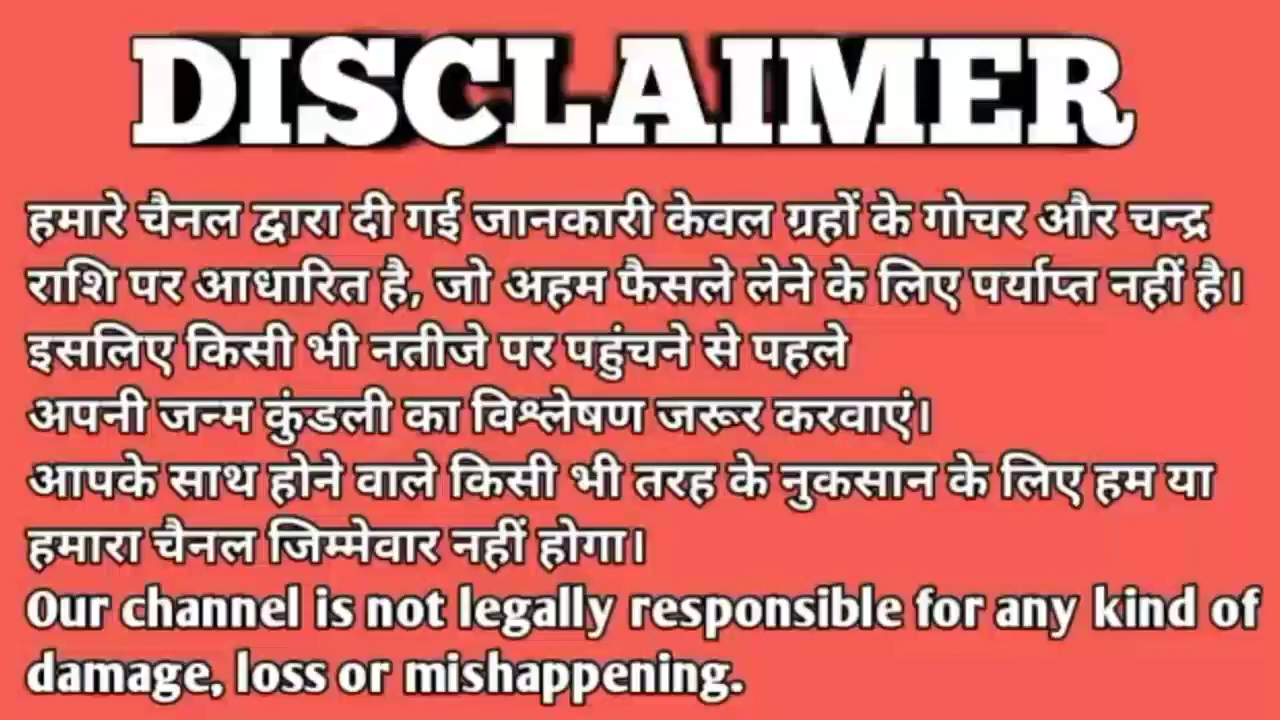 DISCLAIMER
हमारे चैनल द्वारा दी गई जानकारी केवल ग्रहों के गोचर और चन्द्र
राशि पर आधारित है, जो अहम फैसले लेने के लिए पर्याप्त नहीं है।
इसलिए किसी भी नतीजे पर पहुंचने से पहले
अपनी जन्म कुंडली का विश्लेषण जरूर करवाएं।
आपके साथ होने वाले किसी भी तरह के नुकसान के लिए हम या
हमारा चैनल जिम्मेवार नहीं होगा।
Our channel is not legally responsible for any kind of
damage, loss or mishappening.